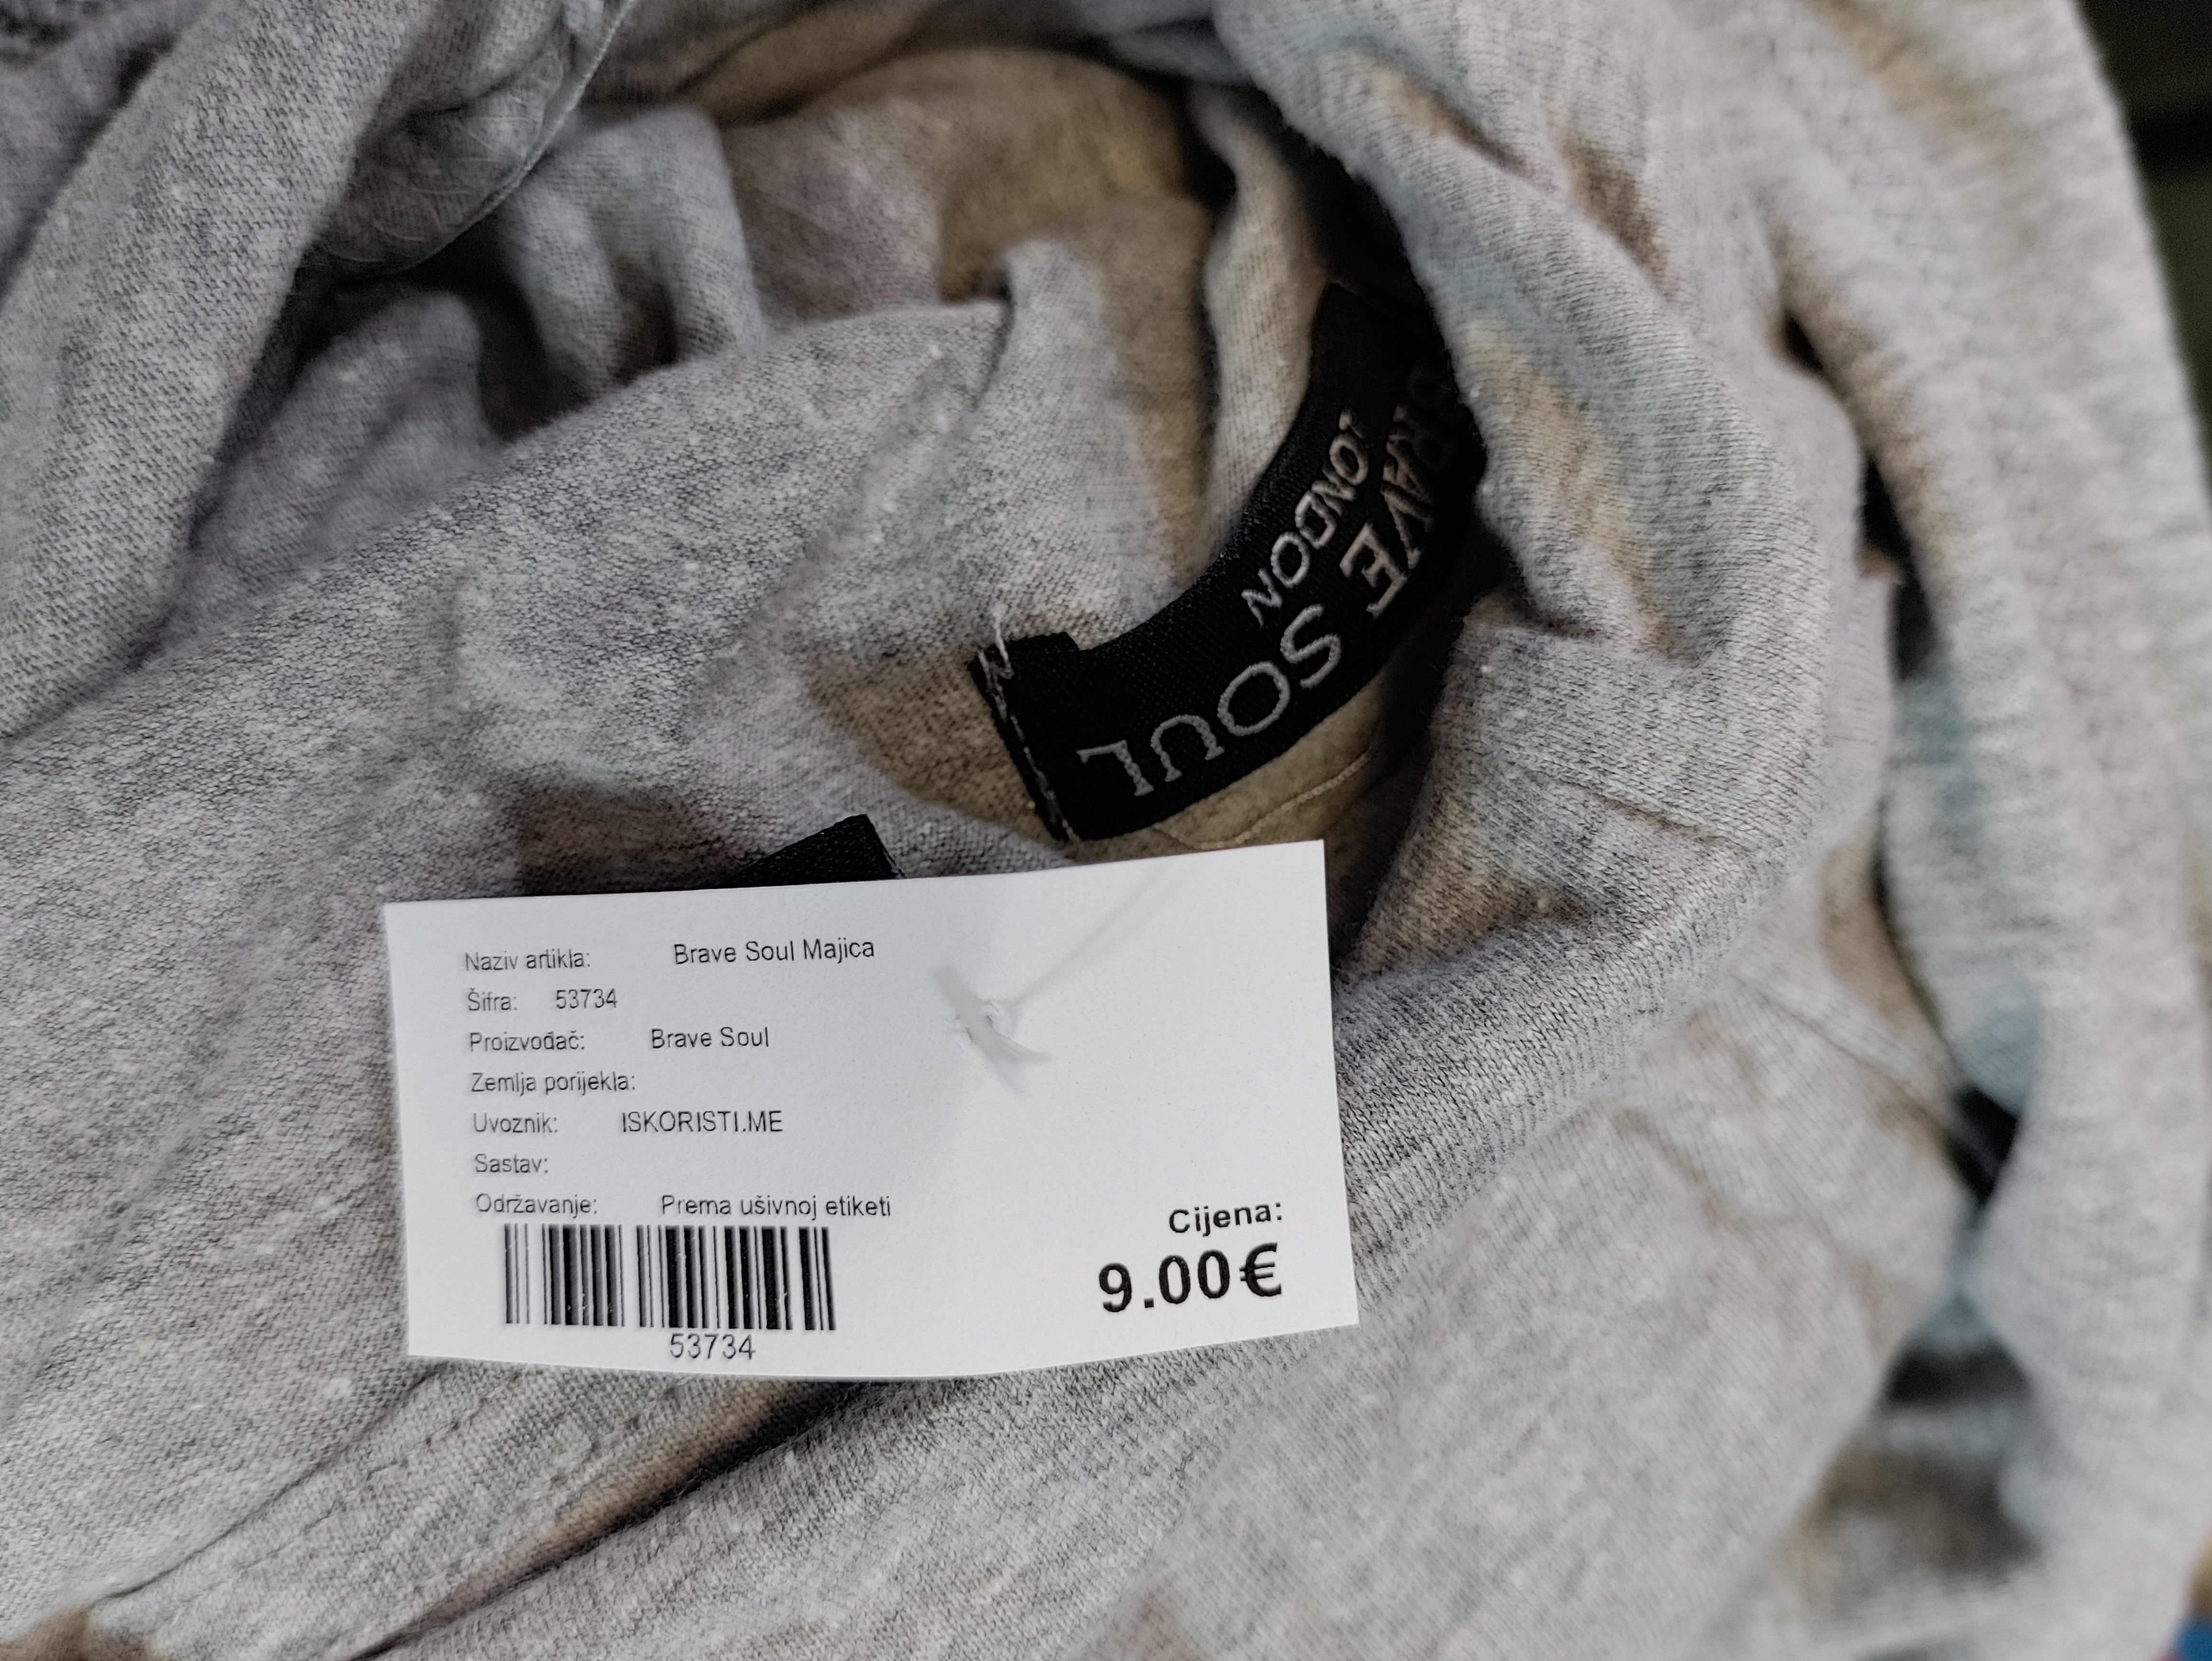 BRAVE SOUL
LONDON
Naziv artikla: Brave Soul Majica
Šifra: 53734
Proizvođač: Brave Soul
Zemlja porijekla:
Uvoznik: ISKORISTI.ME
Sastav:
Održavanje: Prema ušivnoj etiketi
53734
Cijena:
9.00€